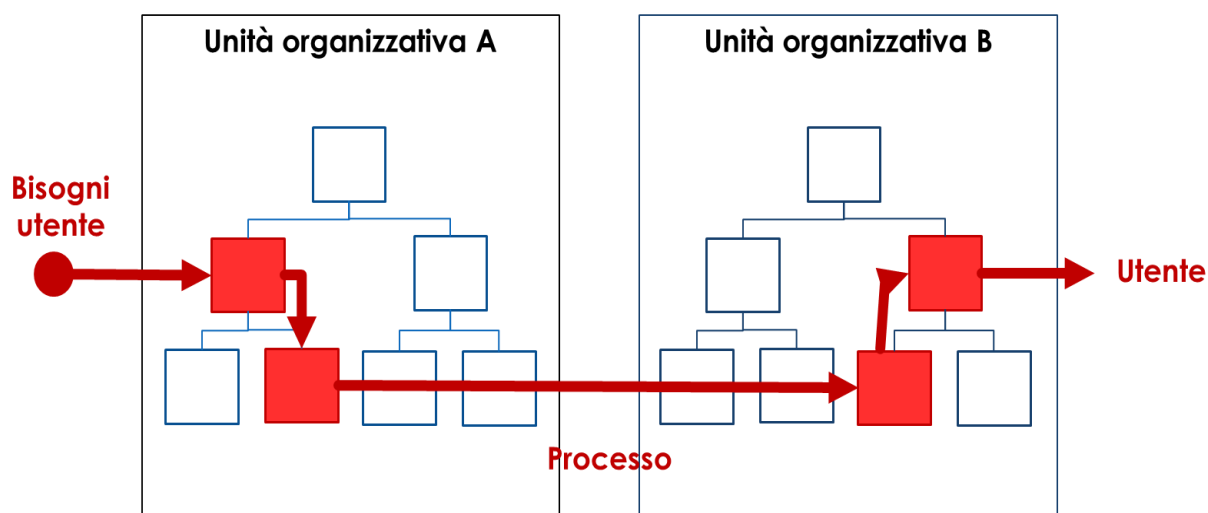 Unità organizzativa A
Unità organizzativa B
Bisogni
utente
Utente
Processo